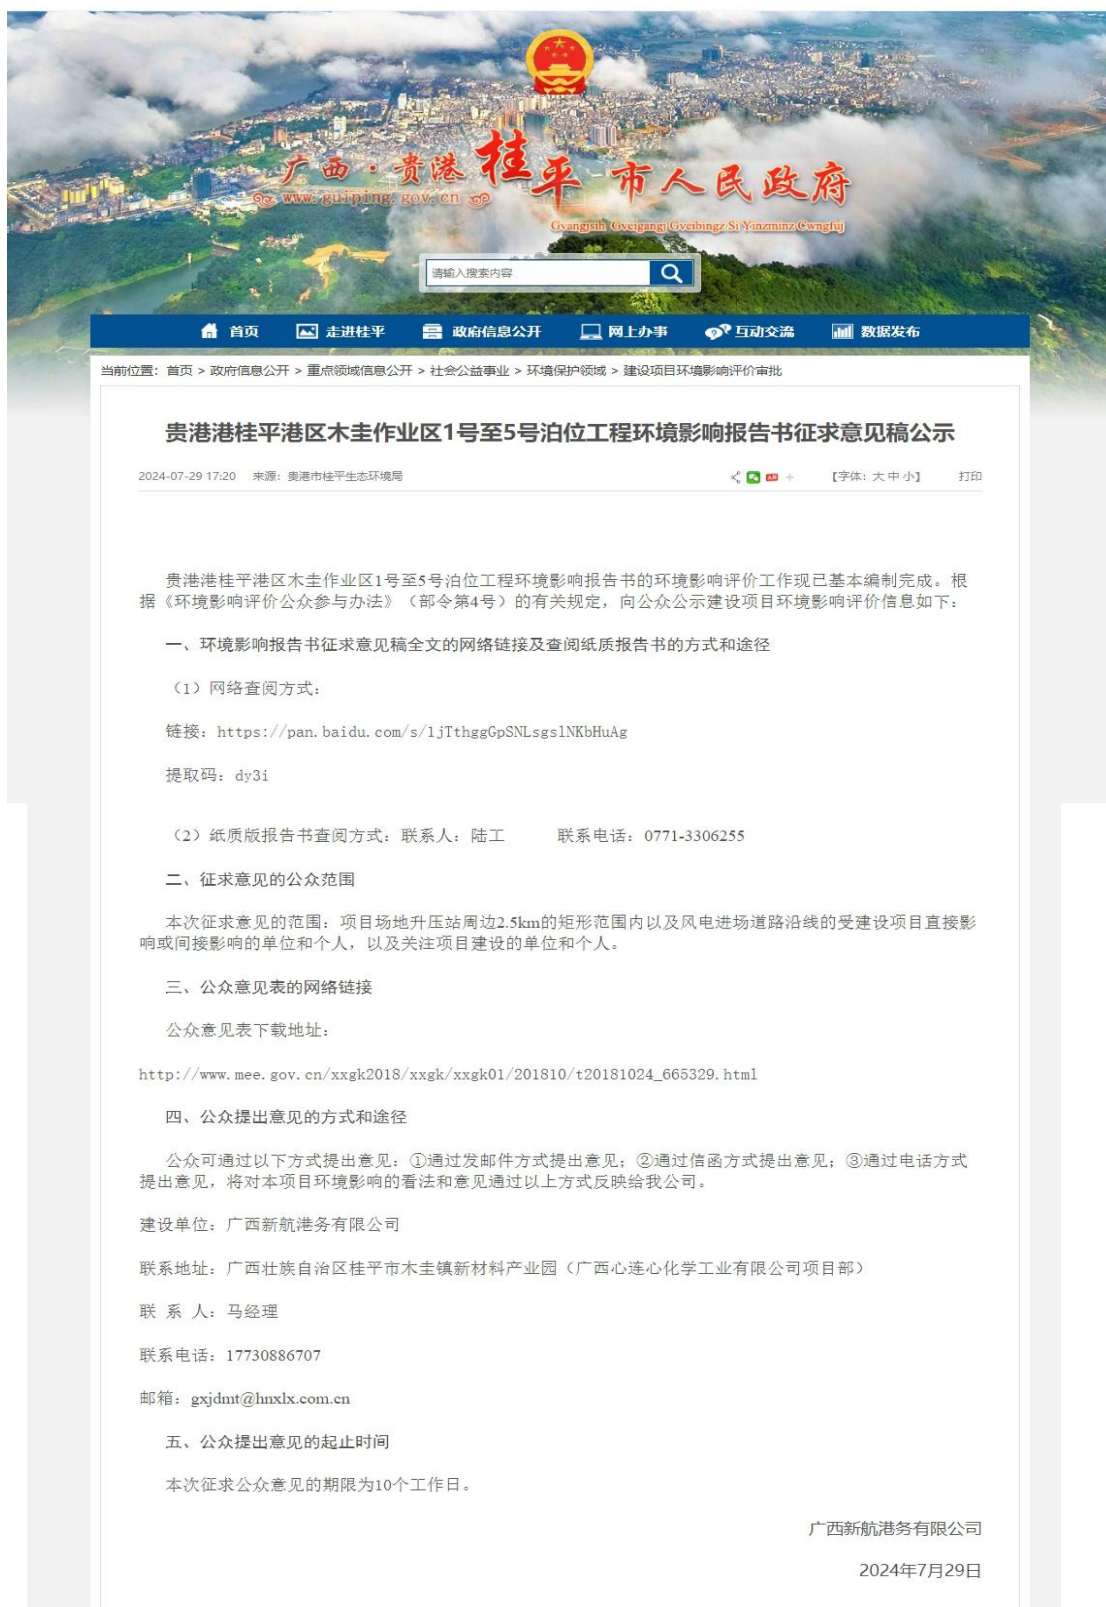 广西·贵港 桂平市人民政府
www.guiping.gov.cn
Gvangjsih Gveigangj Gveibingz Si Yinzminz Cwngfuj
请输入搜索内容
首页 走进桂平 政府信息公开 网上办事 互动交流 数据发布
当前位置：首页 > 政府信息公开 > 重点领域信息公开 > 社会公益事业 > 环境保护领域 > 建设项目环境影响评价审批
贵港港桂平港区木圭作业区1号至5号泊位工程环境影响报告书征求意见稿公示
2024-07-29 17:20 来源：贵港市桂平生态环境局 【字体：大 中 小】 打印
贵港港桂平港区木圭作业区1号至5号泊位工程环境影响报告书的环境影响评价工作现已基本编制完成。根
据《环境影响评价公众参与办法》（部令第4号）的有关规定，向公众公示建设项目环境影响评价信息如下：
一、环境影响报告书征求意见稿全文的网络链接及查阅纸质报告书的方式和途径
（1）网络查阅方式：
链接：https://pan.baidu.com/s/1jTthggGpSNLsgslNKbHuAg
提取码：dy3i
（2）纸质版报告书查阅方式：联系人：陆工 联系电话：0771-3306255
二、征求意见的公众范围
本次征求意见的范围：项目场地升压站周边2.5km的矩形范围内以及风电进场道路沿线的受建设项目直接影
响或间接影响的单位和个人，以及关注项目建设的单位和个人。
三、公众意见表的网络链接
公众意见表下载地址：
http://www.mee.gov.cn/xxgk2018/xxgk/xxgk01/201810/t20181024_665329.html
四、公众提出意见的方式和途径
公众可通过以下方式提出意见：①通过发邮件方式提出意见；②通过信函方式提出意见；③通过电话方式
提出意见，将对本项目环境影响的看法和意见通过以上方式反映给我公司。
建设单位：广西新航港务有限公司
联系地址：广西壮族自治区桂平市木圭镇新材料产业园（广西心连心化学工业有限公司项目部）
联 系 人：马经理
联系电话：17730886707
邮箱：gxjdmt@hnxlx.com.cn
五、公众提出意见的起止时间
本次征求公众意见的期限为10个工作日。
广西新航港务有限公司
2024年7月29日